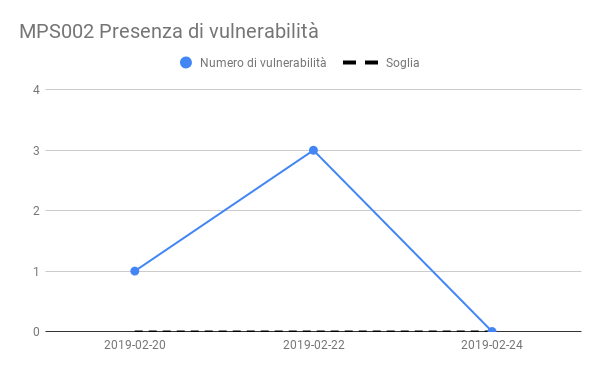 MPS002 Presenza di vulnerabilità
Numero di vulnerabilità Soglia
4
3
2
1
0
2019-02-20 2019-02-22 2019-02-24